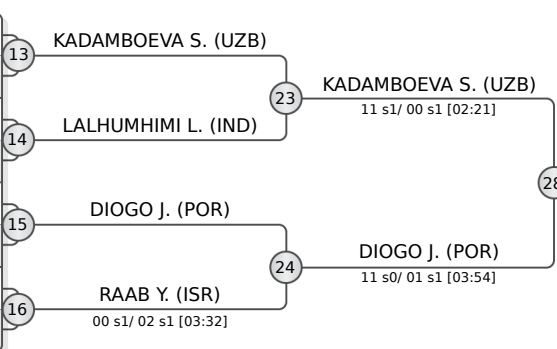 13
KADAMBOEVA S. (UZB)
23
KADAMBOEVA S. (UZB)
11 s1/ 00 s1 [02:21]
14
LALHUMHIMI L. (IND)
28
15
DIOGO J. (POR)
24
DIOGO J. (POR)
11 s0/ 01 s1 [03:54]
16
RAAB Y. (ISR)
00 s1/ 02 s1 [03:32]